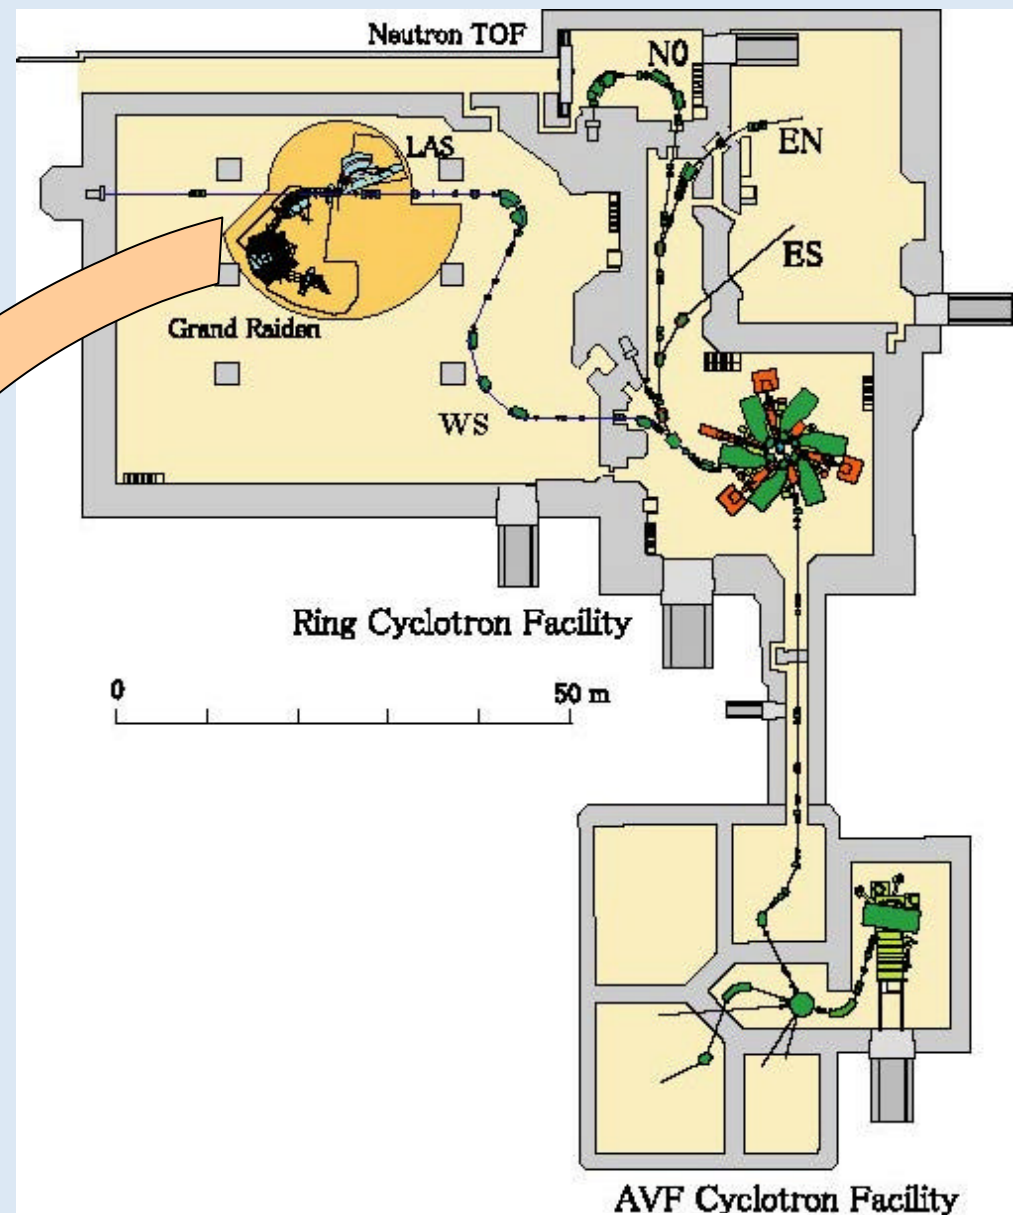 Neutron TOF
N0
EN
LAS
ES
Grand Raiden
WS
Ring Cyclotron Facility
0
50 m
AVF Cyclotron Facility